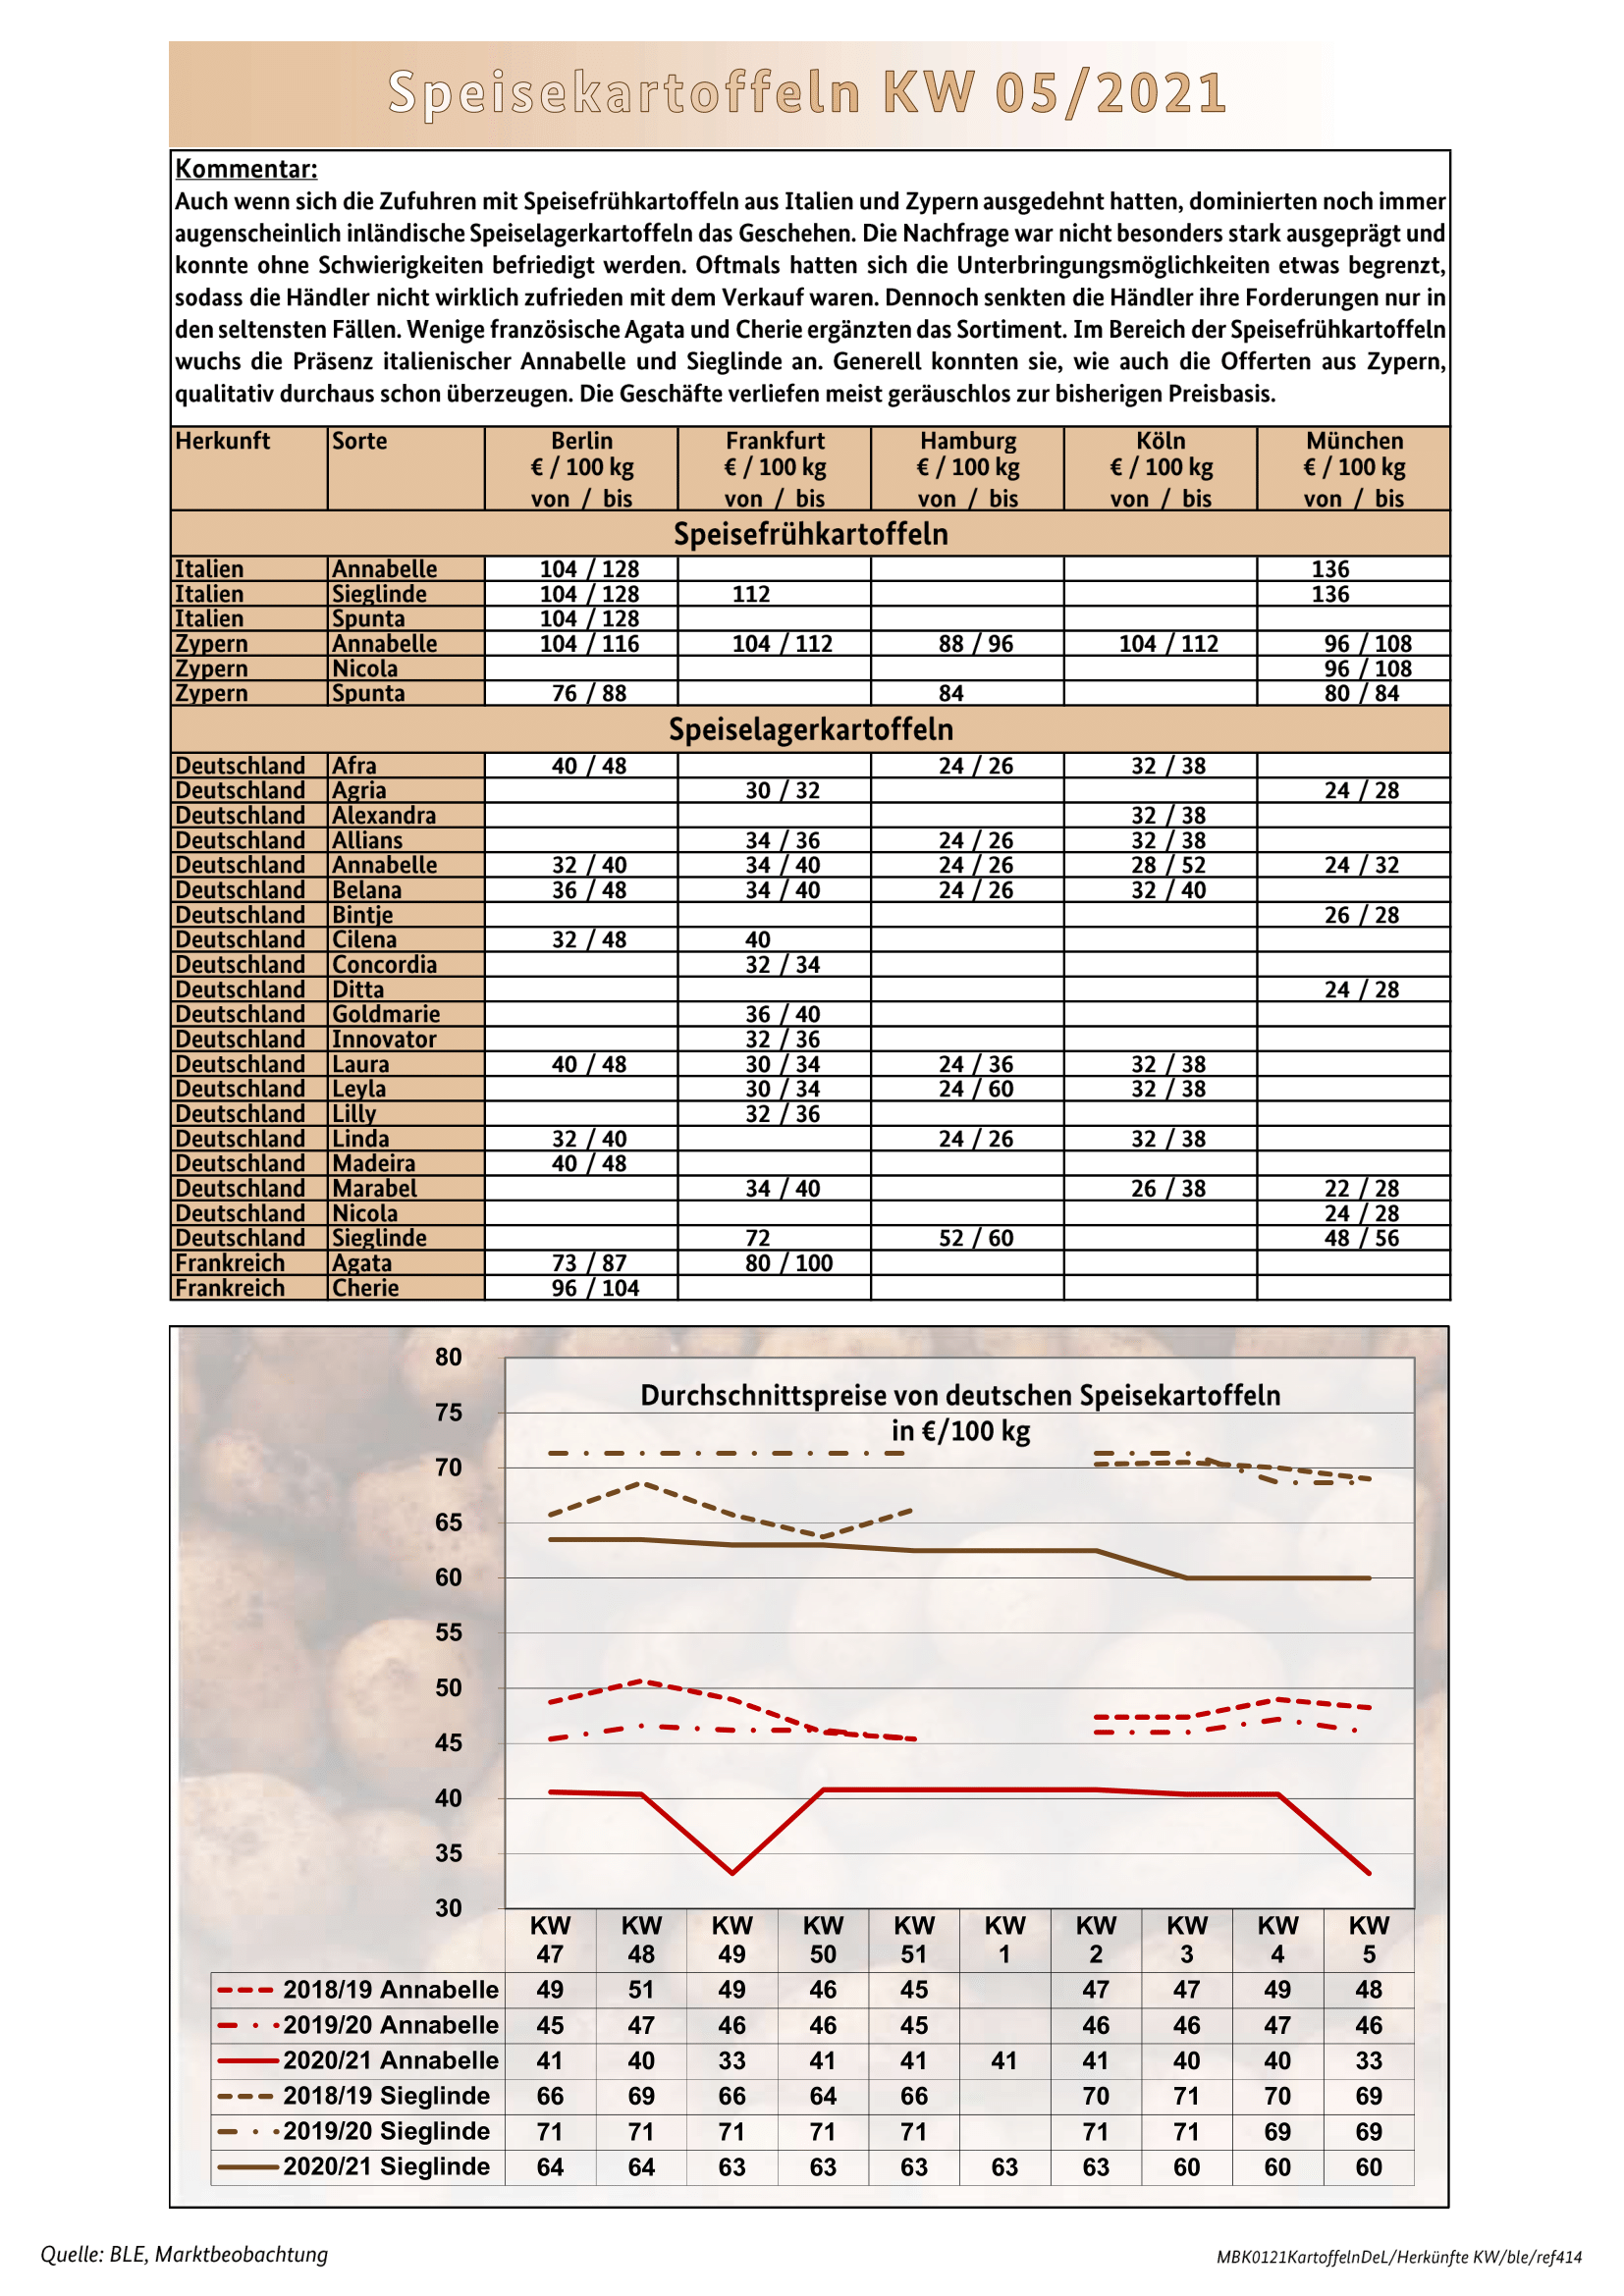 Speisekartoffeln KW 05/2021
Kommentar:
Auch wenn sich die Zufuhren mit Speisefrühkartoffeln aus Italien und Zypern ausgedehnt hatten, dominierten noch immer
augenscheinlich inländische Speiselagerkartoffeln das Geschehen. Die Nachfrage war nicht besonders stark ausgeprägt und
konnte ohne Schwierigkeiten befriedigt werden. Oftmals hatten sich die Unterbringungsmöglichkeiten etwas begrenzt,
sodass die Händler nicht wirklich zufrieden mit dem Verkauf waren. Dennoch senkten die Händler ihre Forderungen nur in
den seltensten Fällen. Wenige französische Agata und Cherie ergänzten das Sortiment. Im Bereich der Speisefrühkartoffeln
wuchs die Präsenz italienischer Annabelle und Sieglinde an. Generell konnten sie, wie auch die Offerten aus Zypern,
qualitativ durchaus schon überzeugen. Die Geschäfte verliefen meist geräuschlos zur bisherigen Preisbasis.
Herkunft Sorte Berlin Frankfurt Hamburg Köln München
€ / 100 kg € / 100 kg € / 100 kg € / 100 kg € / 100 kg
von / bis von / bis von / bis von / bis von / bis
Speisefrühkartoffeln
Italien Annabelle 104 / 128 136
Italien Sieglinde 104 / 128 112 136
Italien Spunta 104 / 128
Zypern Annabelle 104 / 116 104 / 112 88 / 96 104 / 112 96 / 108
Zypern Nicola 96 / 108
Zypern Spunta 76 / 88 84 80 / 84
Speiselagerkartoffeln
Deutschland Afra 40 / 48 24 / 26 32 / 38
Deutschland Agria 30 / 32 24 / 28
Deutschland Alexandra 32 / 38
Deutschland Allians 34 / 36 24 / 26 32 / 38
Deutschland Annabelle 32 / 40 34 / 40 24 / 26 28 / 52 24 / 32
Deutschland Belana 36 / 48 34 / 40 24 / 26 32 / 40
Deutschland Bintje 26 / 28
Deutschland Cilena 32 / 48 40
Deutschland Concordia 32 / 34
Deutschland Ditta 24 / 28
Deutschland Goldmarie 36 / 40
Deutschland Innovator 32 / 36
Deutschland Laura 40 / 48 30 / 34 24 / 36 32 / 38
Deutschland Leyla 30 / 34 24 / 60 32 / 38
Deutschland Lilly 32 / 36
Deutschland Linda 32 / 40 24 / 26 32 / 38
Deutschland Madeira 40 / 48
Deutschland Marabel 34 / 40 26 / 38 22 / 28
Deutschland Nicola 24 / 28
Deutschland Sieglinde 72 52 / 60 48 / 56
Frankreich Agata 73 / 87 80 / 100
Frankreich Cherie 96 / 104
Durchschnittspreise von deutschen Speisekartoffeln
in €/100 kg
80
75
70
65
60
55
50
45
40
35
30
KW KW KW KW KW KW KW KW KW KW
47 48 49 50 51 1 2 3 4 5
2018/19 Annabelle 49 51 49 46 45 47 47 49 48
2019/20 Annabelle 45 47 46 46 45 46 46 47 46
2020/21 Annabelle 41 40 33 41 41 41 41 40 40 33
2018/19 Sieglinde 66 69 66 64 66 70 71 70 69
2019/20 Sieglinde 71 71 71 71 71 71 71 69 69
2020/21 Sieglinde 64 64 63 63 63 63 63 60 60 60
Quelle: BLE, Marktbeobachtung
MBK0121KartoffelnDeL/Herkünfte KW/ble/ref414